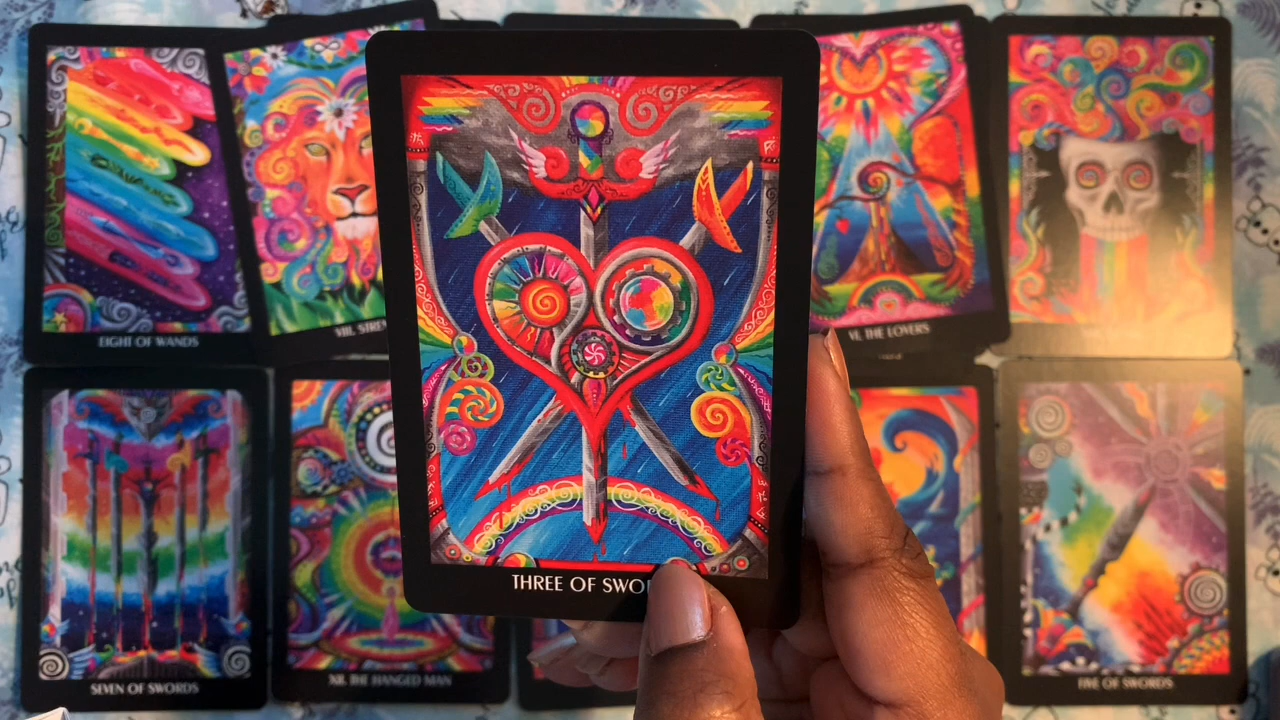 EIGHT OF WANDS
VIII. STREN
THREE OF SWO
VI. THE LOVERS
SEVEN OF SWORDS
XII. THE HANGED MAN
FIVE OF SWORDS